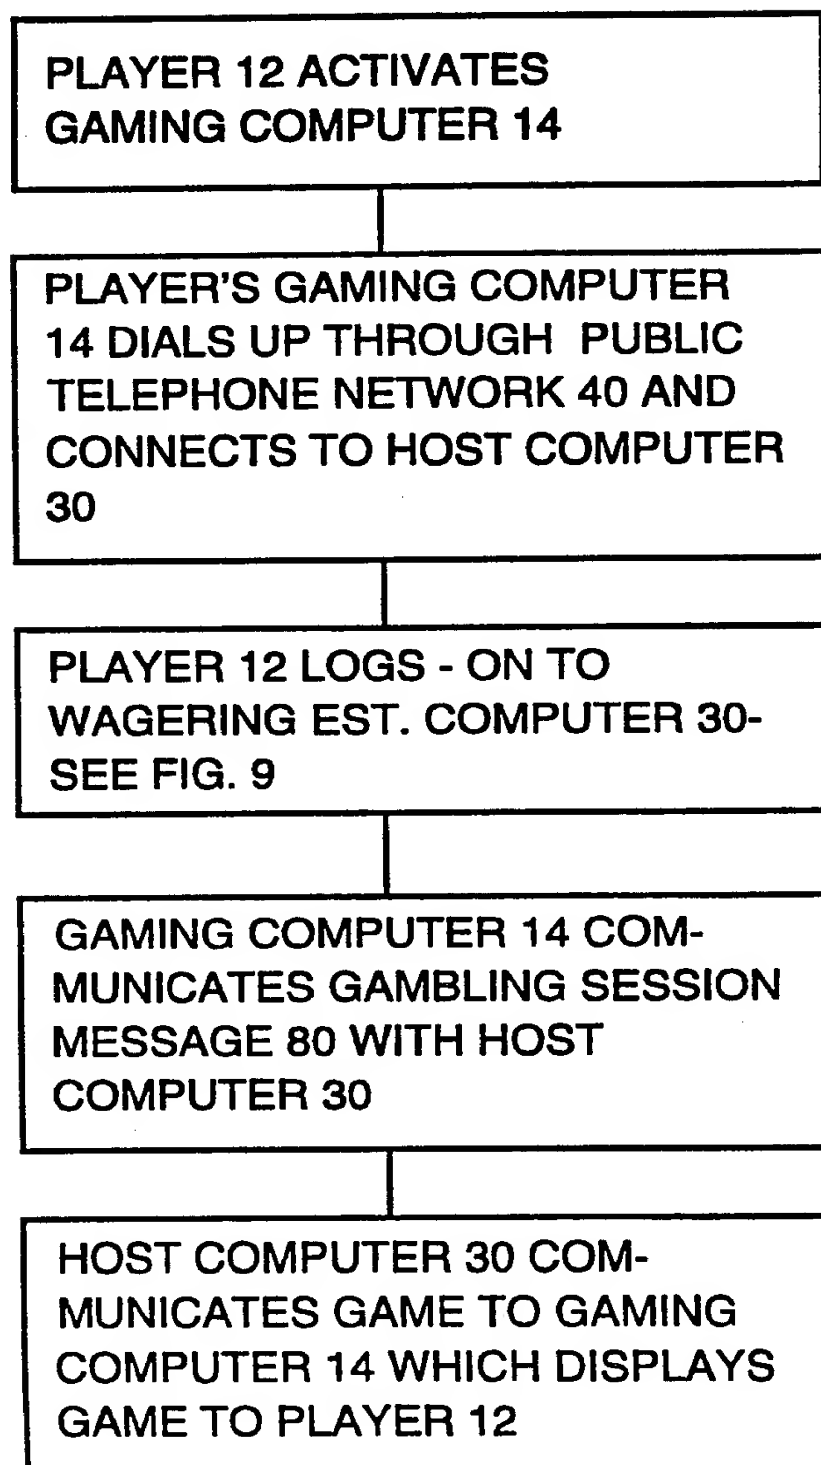 PLAYER 12 ACTIVATES
GAMING COMPUTER 14
PLAYER'S GAMING COMPUTER
14 DIALS UP THROUGH PUBLIC
TELEPHONE NETWORK 40 AND
CONNECTS TO HOST COMPUTER
30
PLAYER 12 LOGS - ON TO
WAGERING EST. COMPUTER 30-
SEE FIG. 9
GAMING COMPUTER 14 COM-
MUNICATES GAMBLING SESSION
MESSAGE 80 WITH HOST
COMPUTER 30
HOST COMPUTER 30 COM-
MUNICATES GAME TO GAMING
COMPUTER 14 WHICH DISPLAYS
GAME TO PLAYER 12